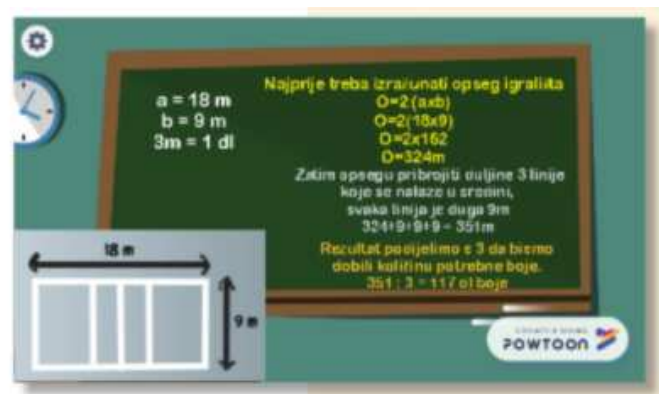 a = 18 m
b = 9 m
3m = 1 dl
Najprije treba izračunati opseg igrališta
O=2 (axb)
O=2(18x9)
O=2x162
O=324m
Zatim opsegu pribrojiti duljine 3 linije
koje se nalaze u sredini,
svaka linija je duga 9m
324+9+9+9 = 351m
Rezultat podijelimo s 3 da bismo
dobili količinu potrebne boje.
351 : 3 = 117 dl boje
18 m
9 m
POWTOON